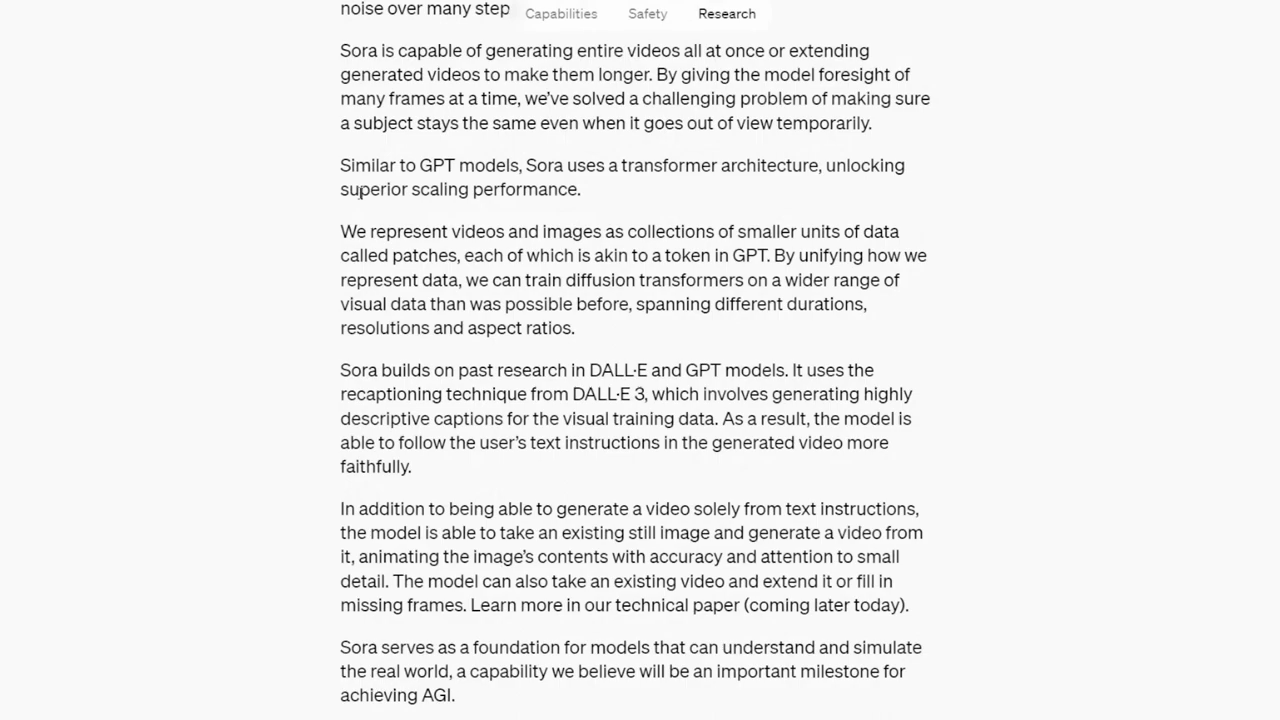 noise over many step
Capabilities Safety Research
Sora is capable of generating entire videos all at once or extending
generated videos to make them longer. By giving the model foresight of
many frames at a time, we've solved a challenging problem of making sure
a subject stays the same even when it goes out of view temporarily.
Similar to GPT models, Sora uses a transformer architecture, unlocking
superior scaling performance.
We represent videos and images as collections of smaller units of data
called patches, each of which is akin to a token in GPT. By unifying how we
represent data, we can train diffusion transformers on a wider range of
visual data than was possible before, spanning different durations,
resolutions and aspect ratios.
Sora builds on past research in DALL·E and GPT models. It uses the
recaptioning technique from DALL·E 3, which involves generating highly
descriptive captions for the visual training data. As a result, the model is
able to follow the user's text instructions in the generated video more
faithfully.
In addition to being able to generate a video solely from text instructions,
the model is able to take an existing still image and generate a video from
it, animating the image's contents with accuracy and attention to small
detail. The model can also take an existing video and extend it or fill in
missing frames. Learn more in our technical paper (coming later today).
Sora serves as a foundation for models that can understand and simulate
the real world, a capability we believe will be an important milestone for
achieving AGI.